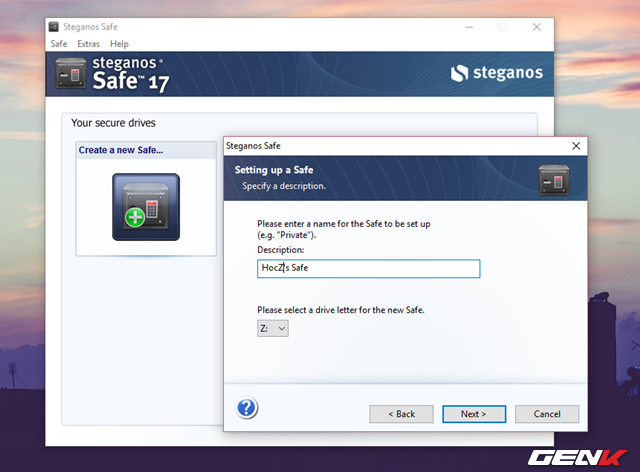 Steganos Safe
Safe Extras Help
steganos®
Safe™ 17
steganos
Your secure drives
Create a new Safe...
Steganos Safe
Setting up a Safe
Specify a description.
Please enter a name for the Safe to be set up
(e.g. "Private").
Description:
HocZ's Safe
Please select a drive letter for the new Safe.
Z:
?
< Back Next > Cancel
GENK